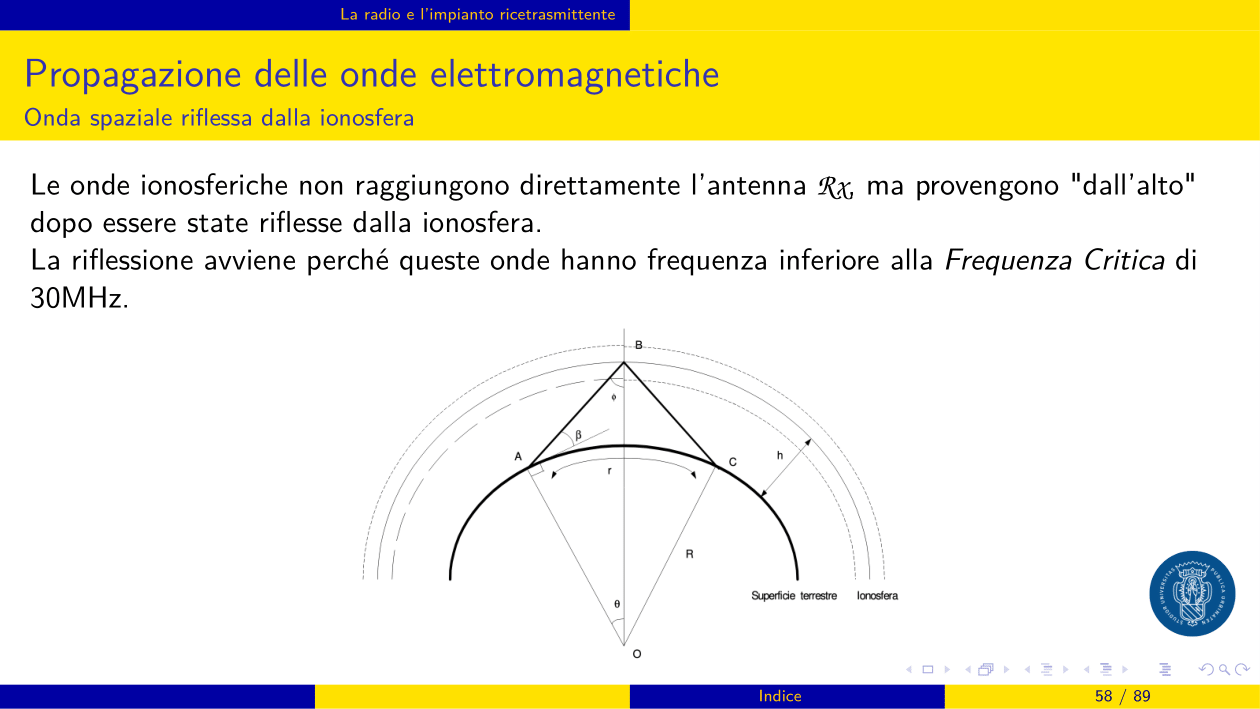 La radio e l'impianto ricetrasmittente
Propagazione delle onde elettromagnetiche
Onda spaziale riflessa dalla ionosfera
Le onde ionosferiche non raggiungono direttamente l'antenna RX, ma provengono "dall'alto"
dopo essere state riflesse dalla ionosfera.
La riflessione avviene perché queste onde hanno frequenza inferiore alla Frequenza Critica di
30MHz.
B
ϕ
β
A
C
h
r
R
Superficie terrestre
Ionosfera
θ
O
Indice
58 / 89